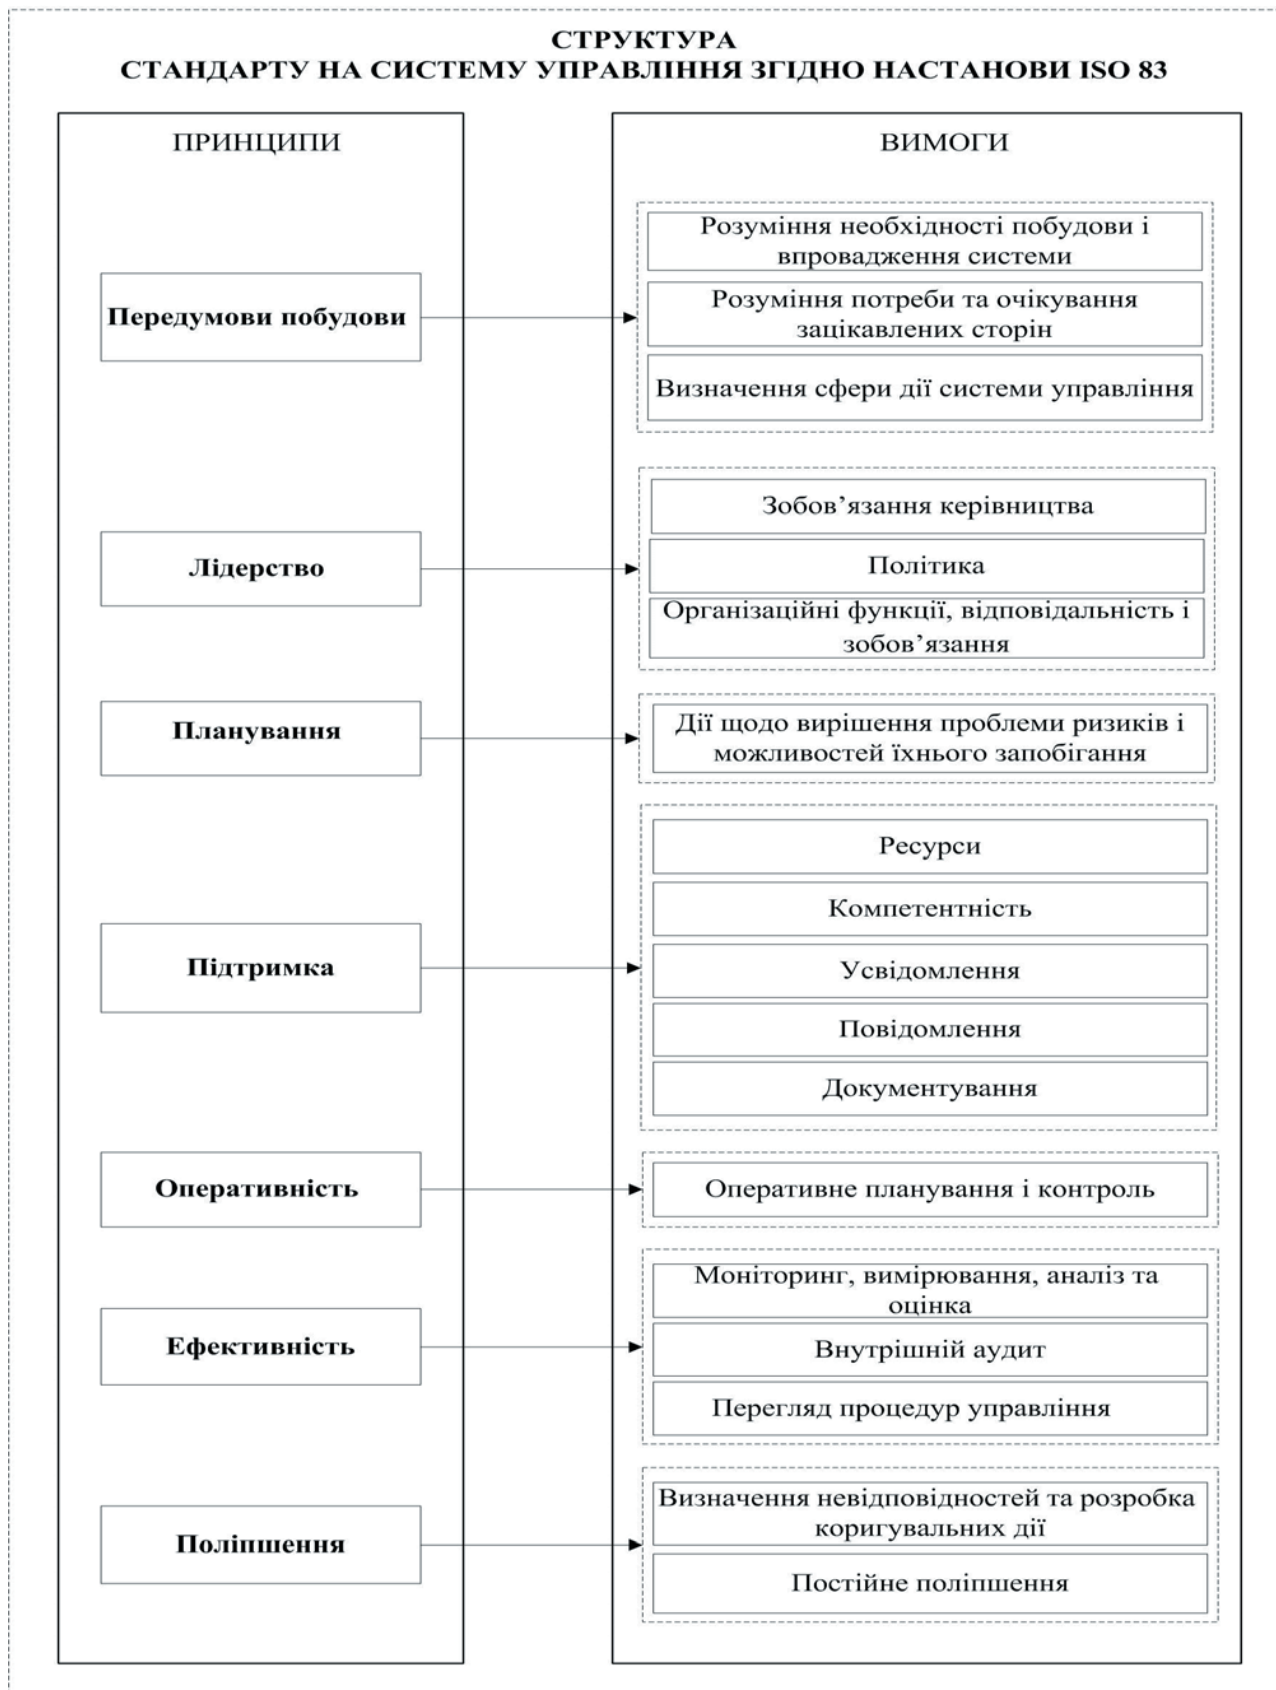 СТРУКТУРА
СТАНДАРТУ НА СИСТЕМУ УПРАВЛІННЯ ЗГІДНО НАСТАНОВИ ISO 83
ПРИНЦИПИ
ВИМОГИ
Передумови побудови
Розуміння необхідності побудови і
впровадження системи
Розуміння потреби та очікування
зацікавлених сторін
Визначення сфери дії системи управління
Лідерство
Зобов’язання керівництва
Політика
Організаційні функції, відповідальність і
зобов’язання
Планування
Дії щодо вирішення проблеми ризиків і
можливостей їхнього запобігання
Підтримка
Ресурси
Компетентність
Усвідомлення
Повідомлення
Документування
Оперативність
Оперативне планування і контроль
Ефективність
Моніторинг, вимірювання, аналіз та
оцінка
Внутрішній аудит
Перегляд процедур управління
Поліпшення
Визначення невідповідностей та розробка
коригувальних дії
Постійне поліпшення